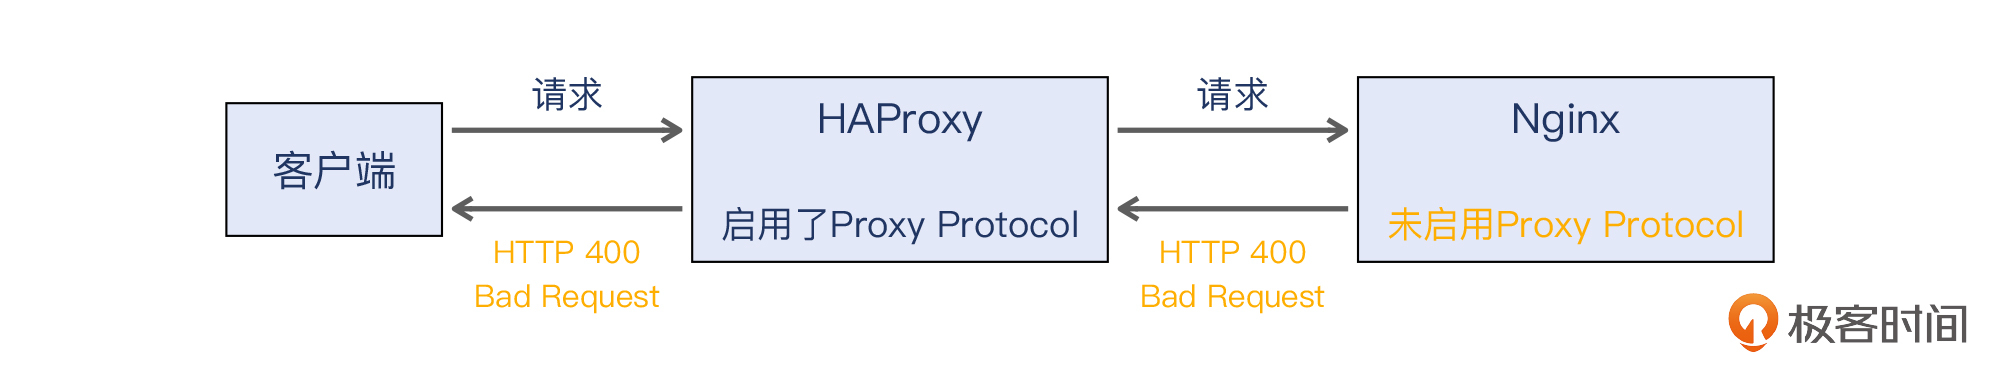 请求
请求
客户端
HAProxy
启用了Proxy Protocol
Nginx
未启用Proxy Protocol
HTTP 400
Bad Request
HTTP 400
Bad Request
极客时间